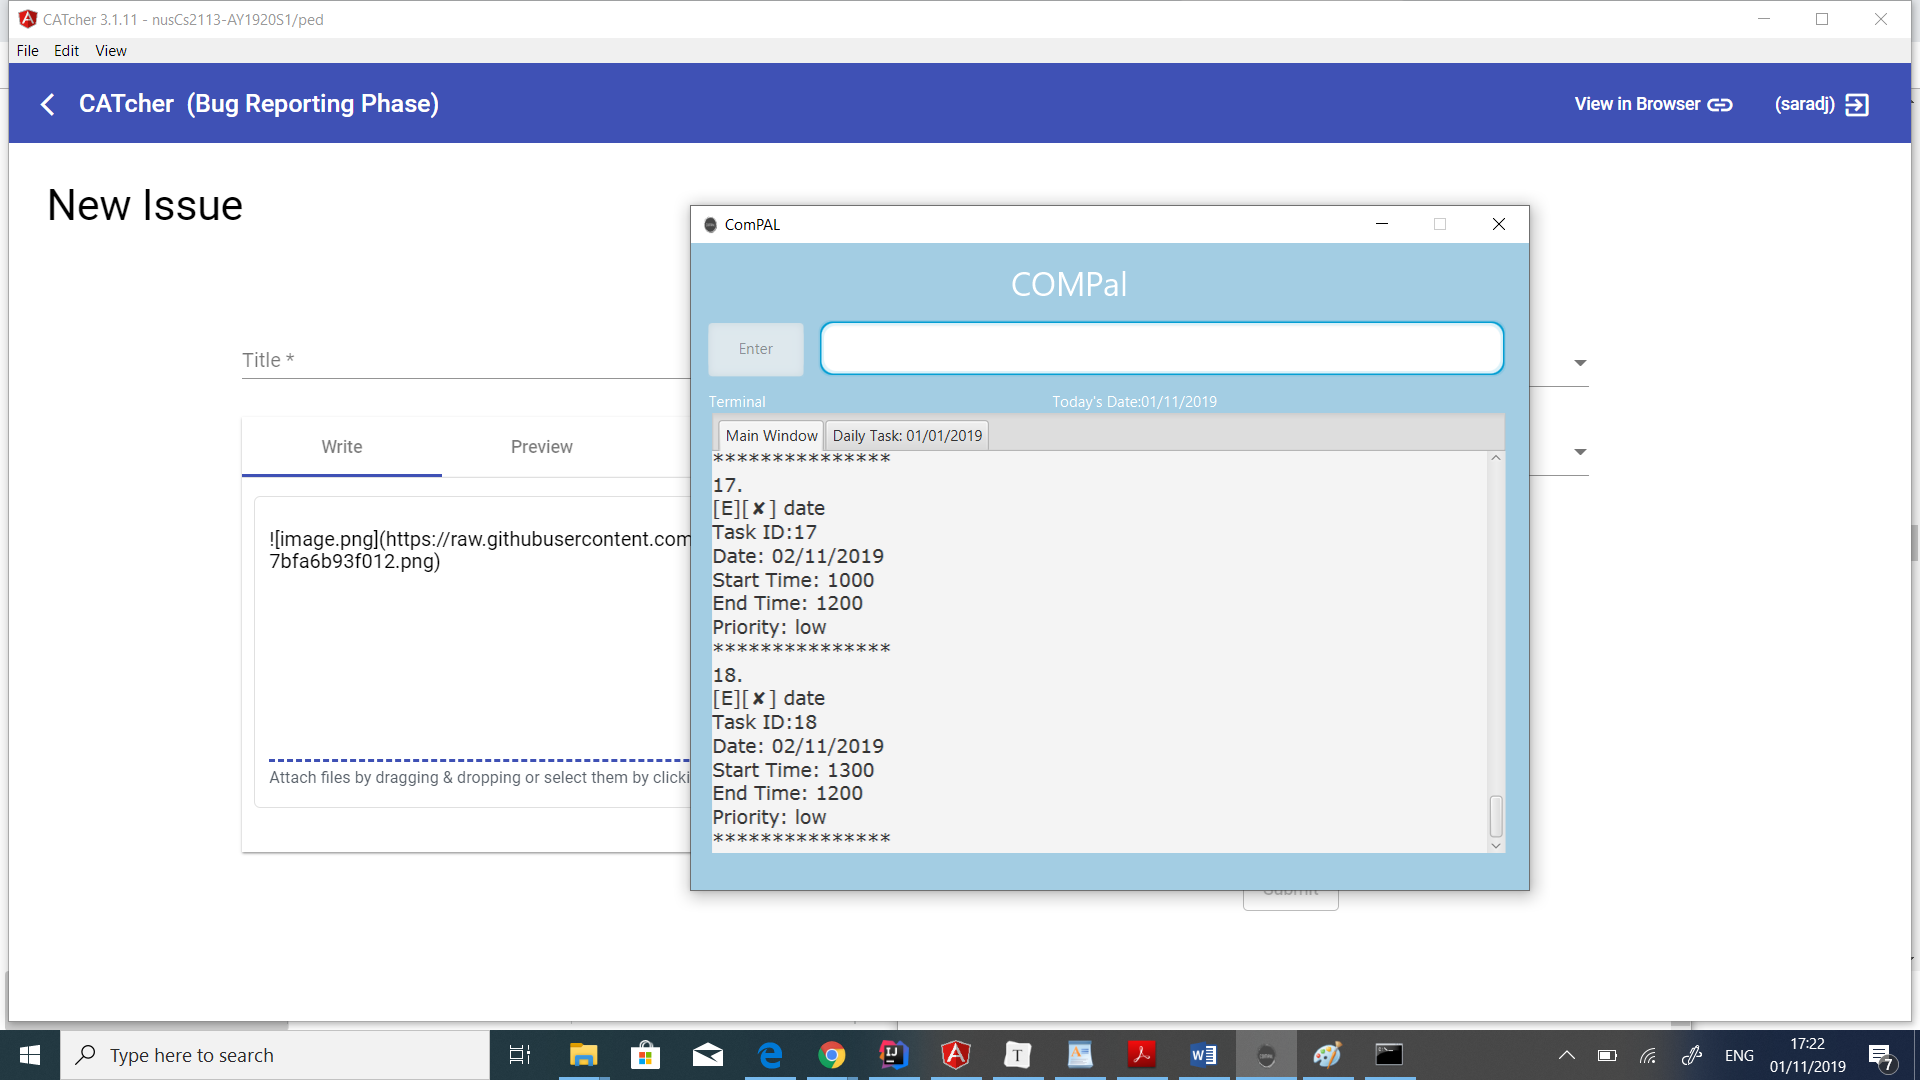 CATcher 3.1.11 - nusCs2113-AY1920S1/ped
File Edit View
CATcher (Bug Reporting Phase)
View in Browser
(saradj)
New Issue
Title *
Write
Preview
![image.png](https://raw.githubusercontent.com
7bfa6b93f012.png)
Attach files by dragging & dropping or select them by clicki
ComPAL
COMPal
Enter
Terminal
Today's Date:01/11/2019
Main Window
Daily Task: 01/01/2019
***************
17.
[E][✘] date
Task ID:17
Date: 02/11/2019
Start Time: 1000
End Time: 1200
Priority: low
***************
18.
[E][✘] date
Task ID:18
Date: 02/11/2019
Start Time: 1300
End Time: 1200
Priority: low
***************
Submit
Type here to search
ENG
17:22
01/11/2019
7